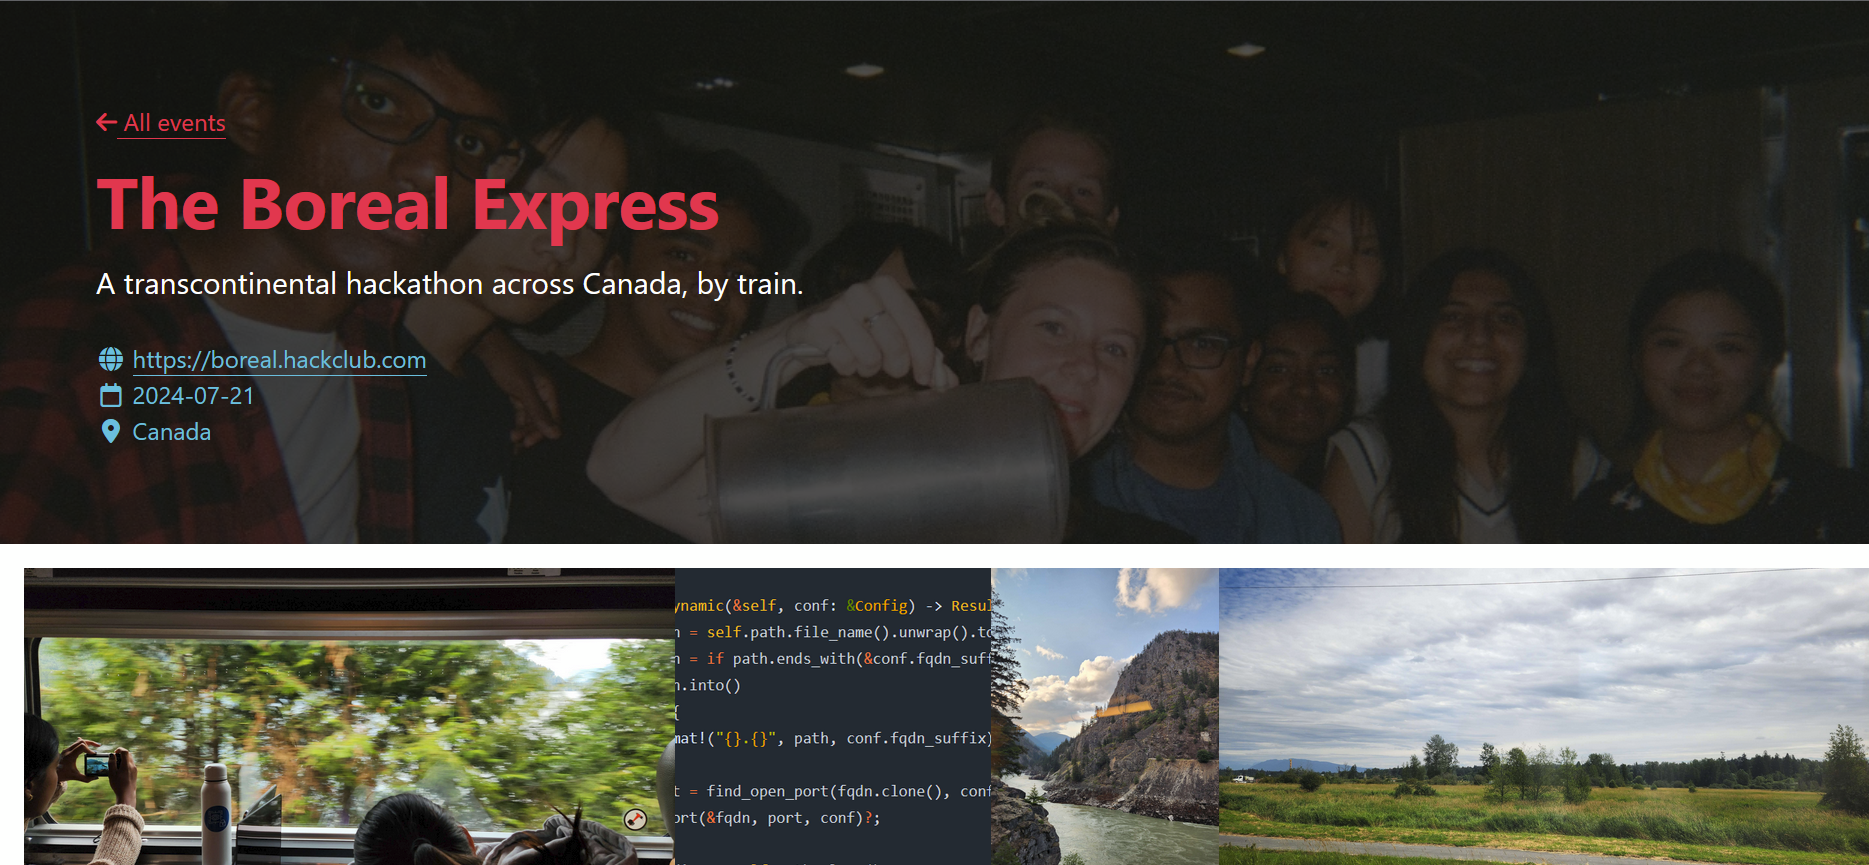 All events
The Boreal Express
A transcontinental hackathon across Canada, by train.
https://boreal.hackclub.com
2024-07-21
Canada
ynamic(&self, conf: &Config) -> Resul
= self.path.file_name().unwrap().to
= if path.ends_with(&conf.fqdn_suff
.into()
{
mat!("{}.{}", path, conf.fqdn_suffix)
t = find_open_port(fqdn.clone(), conf
ort(&fqdn, port, conf)?;